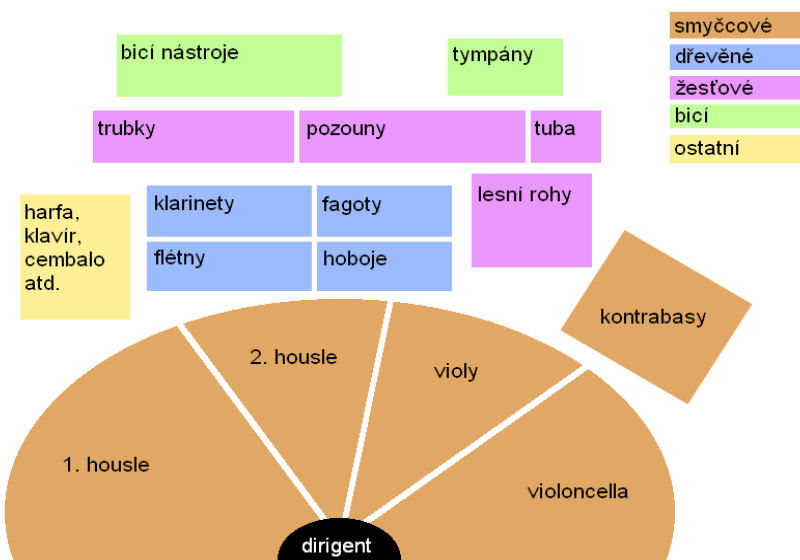 bicí nástroje
tympány
smyčcové
dřevěné
žesťové
bicí
ostatní
trubky
pozouny
tuba
lesní rohy
klarinety
fagoty
flétny
hoboje
harfa,
klavír,
cembalo
atd.
kontrabasy
2. housle
violy
1. housle
violoncella
dirigent